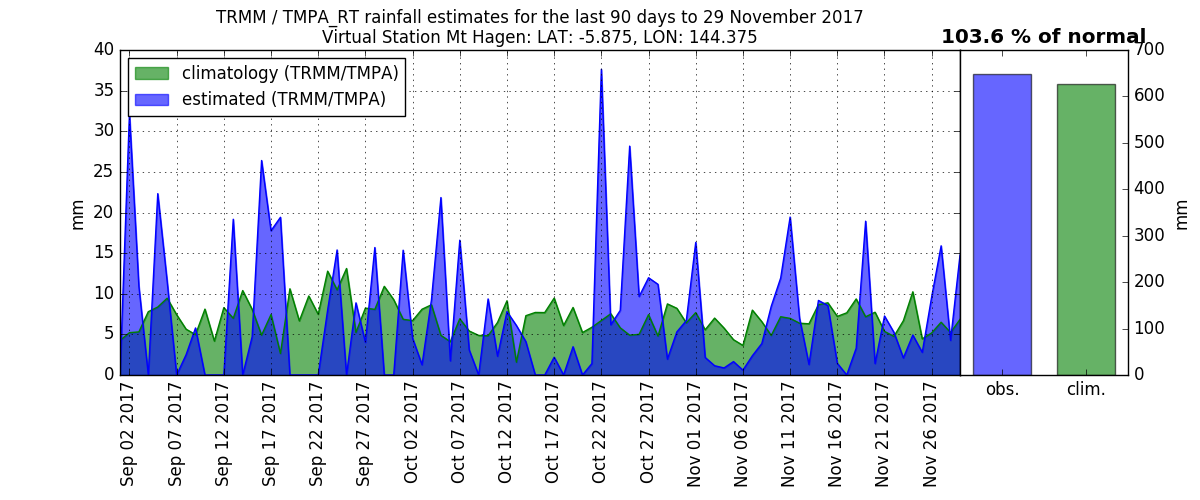 TRMM / TMPA_RT rainfall estimates for the last 90 days to 29 November 2017
Virtual Station Mt Hagen: LAT: -5.875, LON: 144.375
103.6 % of normal
climatology (TRMM/TMPA)
estimated (TRMM/TMPA)
mm
40
35
30
25
20
15
10
5
0
Sep 02 2017
Sep 07 2017
Sep 12 2017
Sep 17 2017
Sep 22 2017
Sep 27 2017
Oct 02 2017
Oct 07 2017
Oct 12 2017
Oct 17 2017
Oct 22 2017
Oct 27 2017
Nov 01 2017
Nov 06 2017
Nov 11 2017
Nov 16 2017
Nov 21 2017
Nov 26 2017
obs.
clim.
700
600
500
400
300
200
100
0
mm